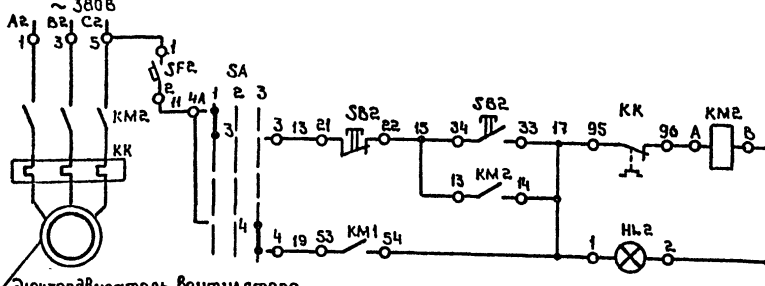 ~ 380В
А2 В2 С2
1 3 5 1
SF2
2 11 4А
SA
1 2 3
КМ2
КК
3 3 13 21 SB2 22 15 34 SB2 33 17 95 КК 96 А КМ2 В
13 КМ2 14
4 4 19 53 КМ1 54 1 HL2 2